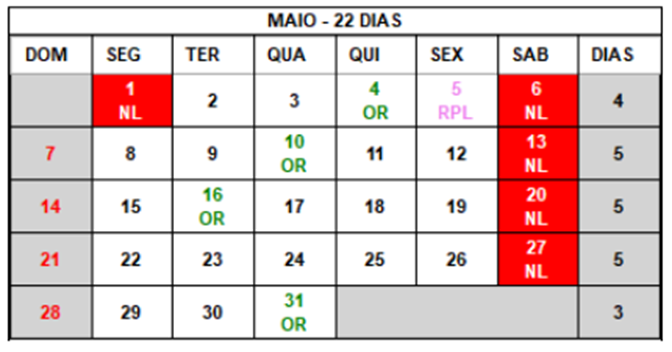 MAIO - 22 DIAS
DOM SEG TER QUA QUI SEX SAB DIAS
1 NL 2 3 4 OR 5 RPL 6 NL 4
7 8 9 10 OR 11 12 13 NL 5
14 15 16 OR 17 18 19 20 NL 5
21 22 23 24 25 26 27 NL 5
28 29 30 31 OR 3